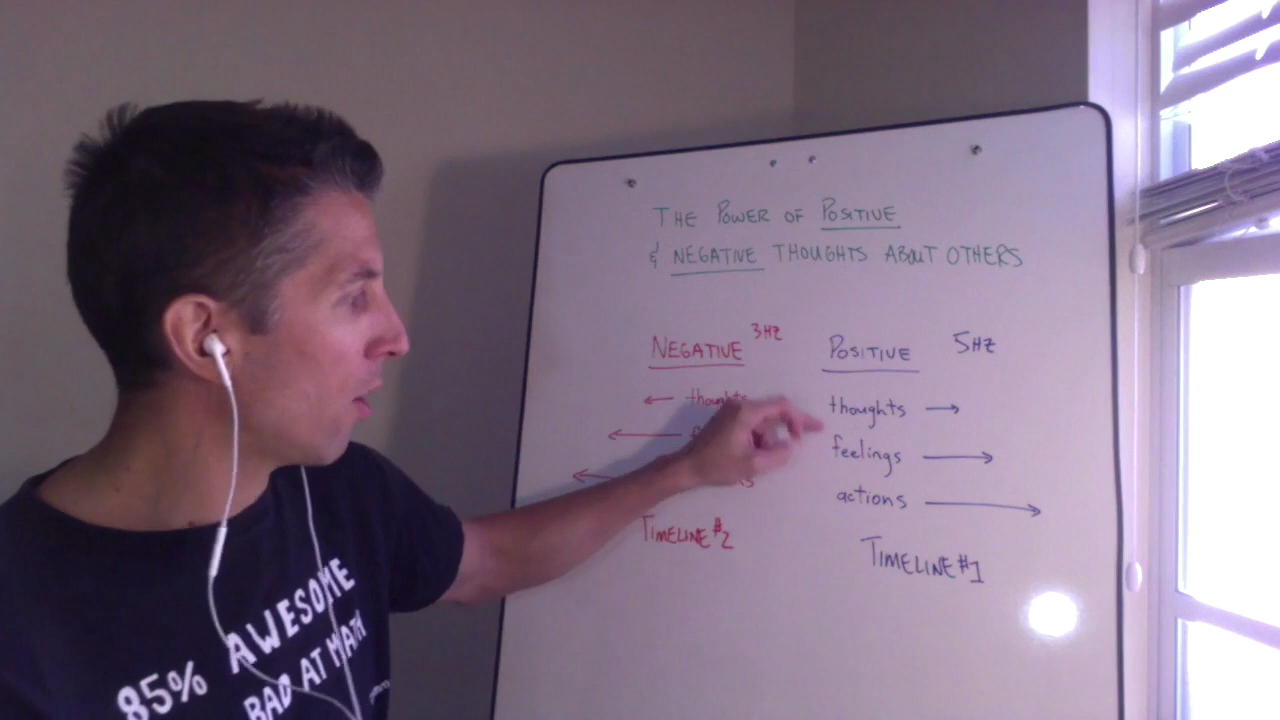 THE POWER OF POSITIVE
& NEGATIVE THOUGHTS ABOUT OTHERS
NEGATIVE 3HZ
POSITIVE 5HZ
← thoughts
thoughts →
←
feelings →
←
actions →
TIMELINE #2
TIMELINE #1
85% AWESOME
BAD AT MATH